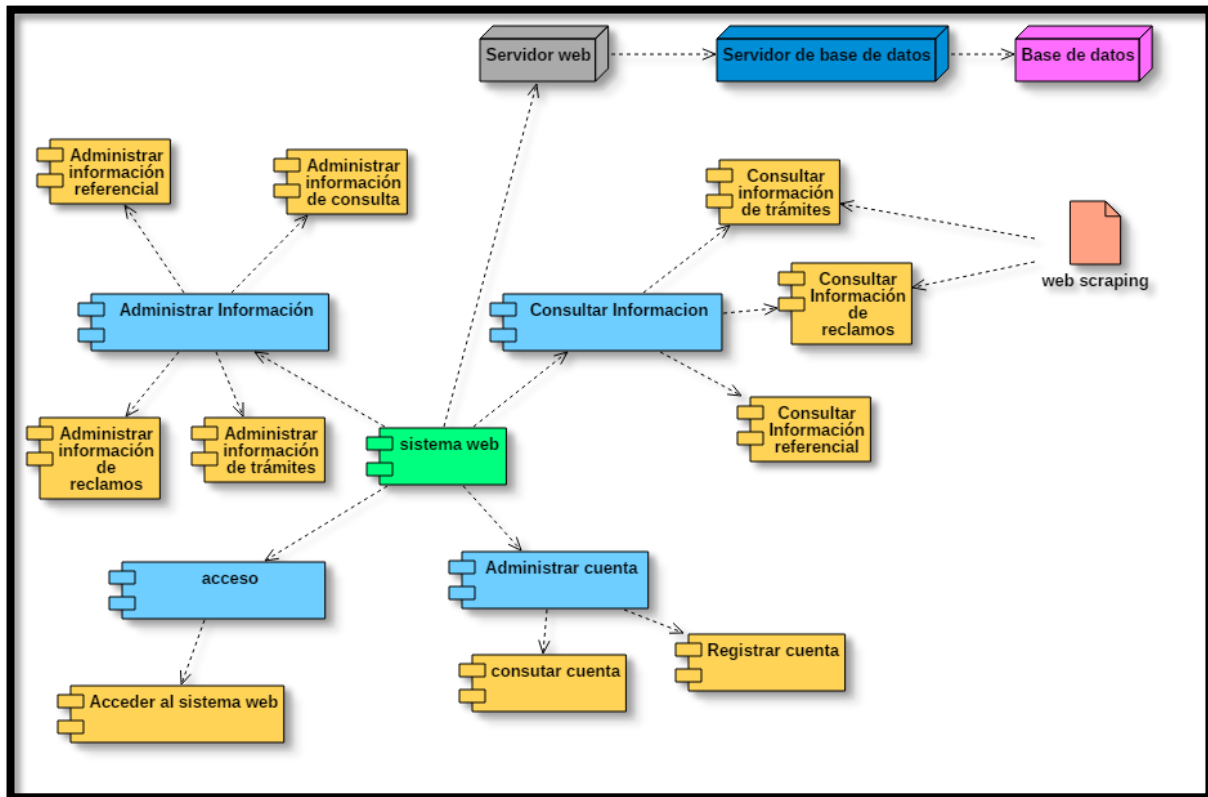 Servidor web
Servidor de base de datos
Base de datos
Administrar
información
referencial
Administrar
información
de consulta
Consultar
información
de trámites
web scraping
Administrar Información
Consultar Informacion
Consultar
Información
de
reclamos
Administrar
información
de
reclamos
Administrar
información
de trámites
sistema web
Consultar
Información
referencial
acceso
Administrar cuenta
Acceder al sistema web
consutar cuenta
Registrar cuenta